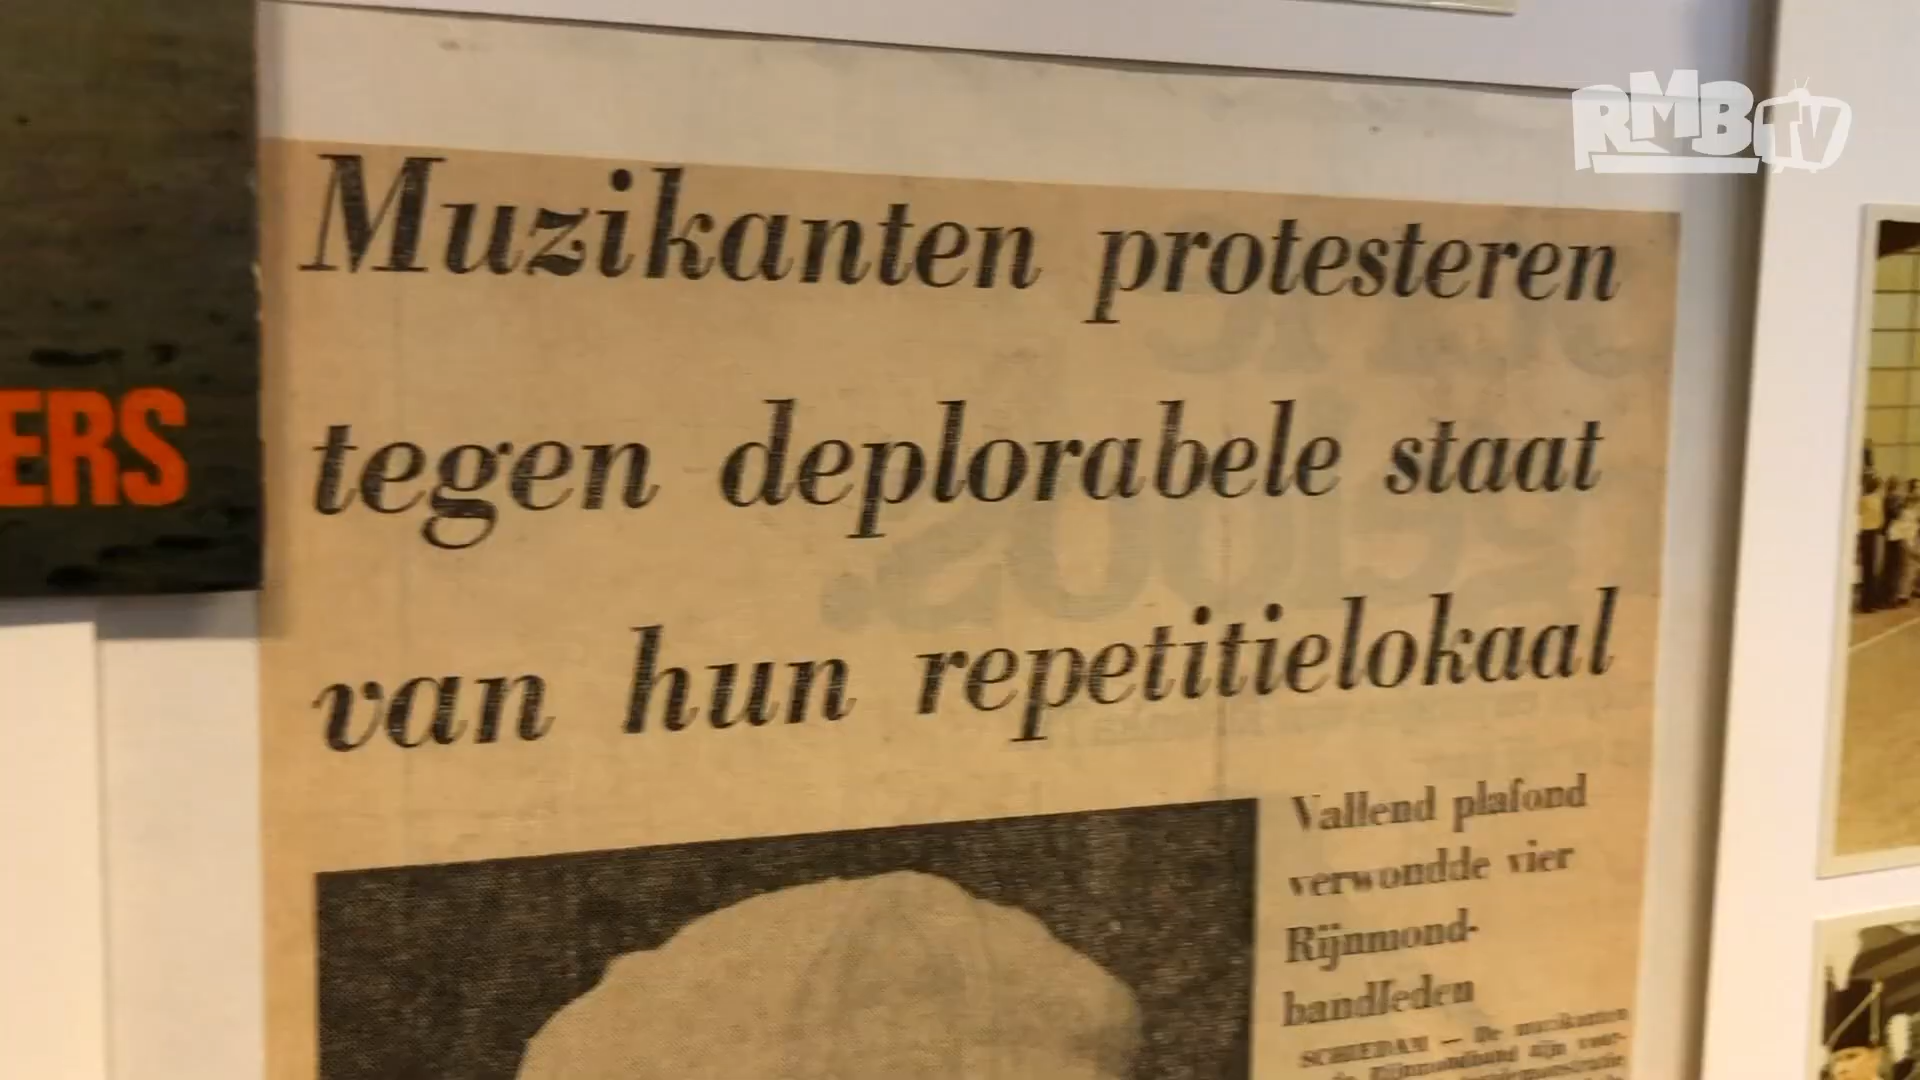 RMB TV
ERS
Muzikanten protesteren
tegen deplorabele staat
van hun repetitielokaal
Vallend plafond
verwondde vier
Rijnmond-
bandleden
SCHIEDAM — De muzikanten